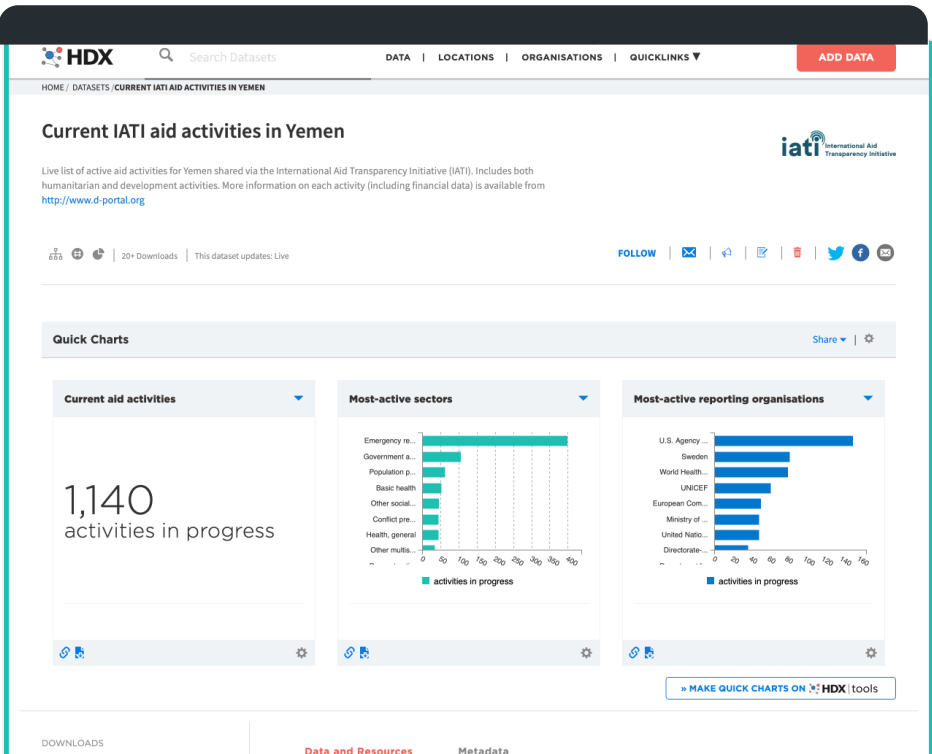 HDX
Search Datasets
DATA | LOCATIONS | ORGANISATIONS | QUICKLINKS ▼
ADD DATA
HOME / DATASETS /CURRENT IATI AID ACTIVITIES IN YEMEN
Current IATI aid activities in Yemen
iati International Aid
Transparency Initiative
Live list of active aid activities for Yemen shared via the International Aid Transparency Initiative (IATI). Includes both
humanitarian and development activities. More information on each activity (including financial data) is available from
http://www.d-portal.org
20+ Downloads | This dataset updates: Live
FOLLOW
Quick Charts
Share
Current aid activities
1,140
activities in progress
Most-active sectors
Emergency re...
Government a...
Population p...
Basic health
Other social...
Conflict pre...
Health, general
Other multis...
0 50 100 150 200 250 300 350 400
activities in progress
Most-active reporting organisations
U.S. Agency ...
Sweden
World Health...
UNICEF
European Com...
Ministry of ...
United Natio...
Directorate-...
0 20 40 60 80 100 120 140 160
activities in progress
» MAKE QUICK CHARTS ON HDX | tools
DOWNLOADS
Data and Resources
Metadata